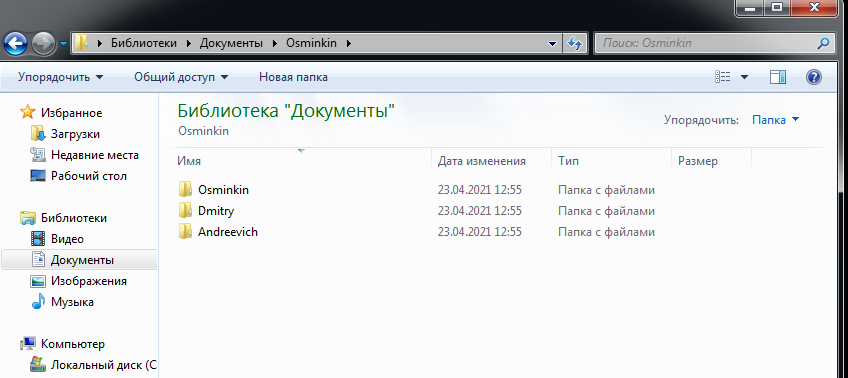 Библиотеки Документы Osminkin Поиск: Osminkin
Упорядочить Общий доступ Новая папка
Избранное
Загрузки
Недавние места
Рабочий стол
Библиотеки
Видео
Документы
Изображения
Музыка
Компьютер
Локальный диск (C
Библиотека "Документы"
Osminkin
Упорядочить: Папка
Имя Дата изменения Тип Размер
Osminkin 23.04.2021 12:55 Папка с файлами
Dmitry 23.04.2021 12:55 Папка с файлами
Andreevich 23.04.2021 12:55 Папка с файлами